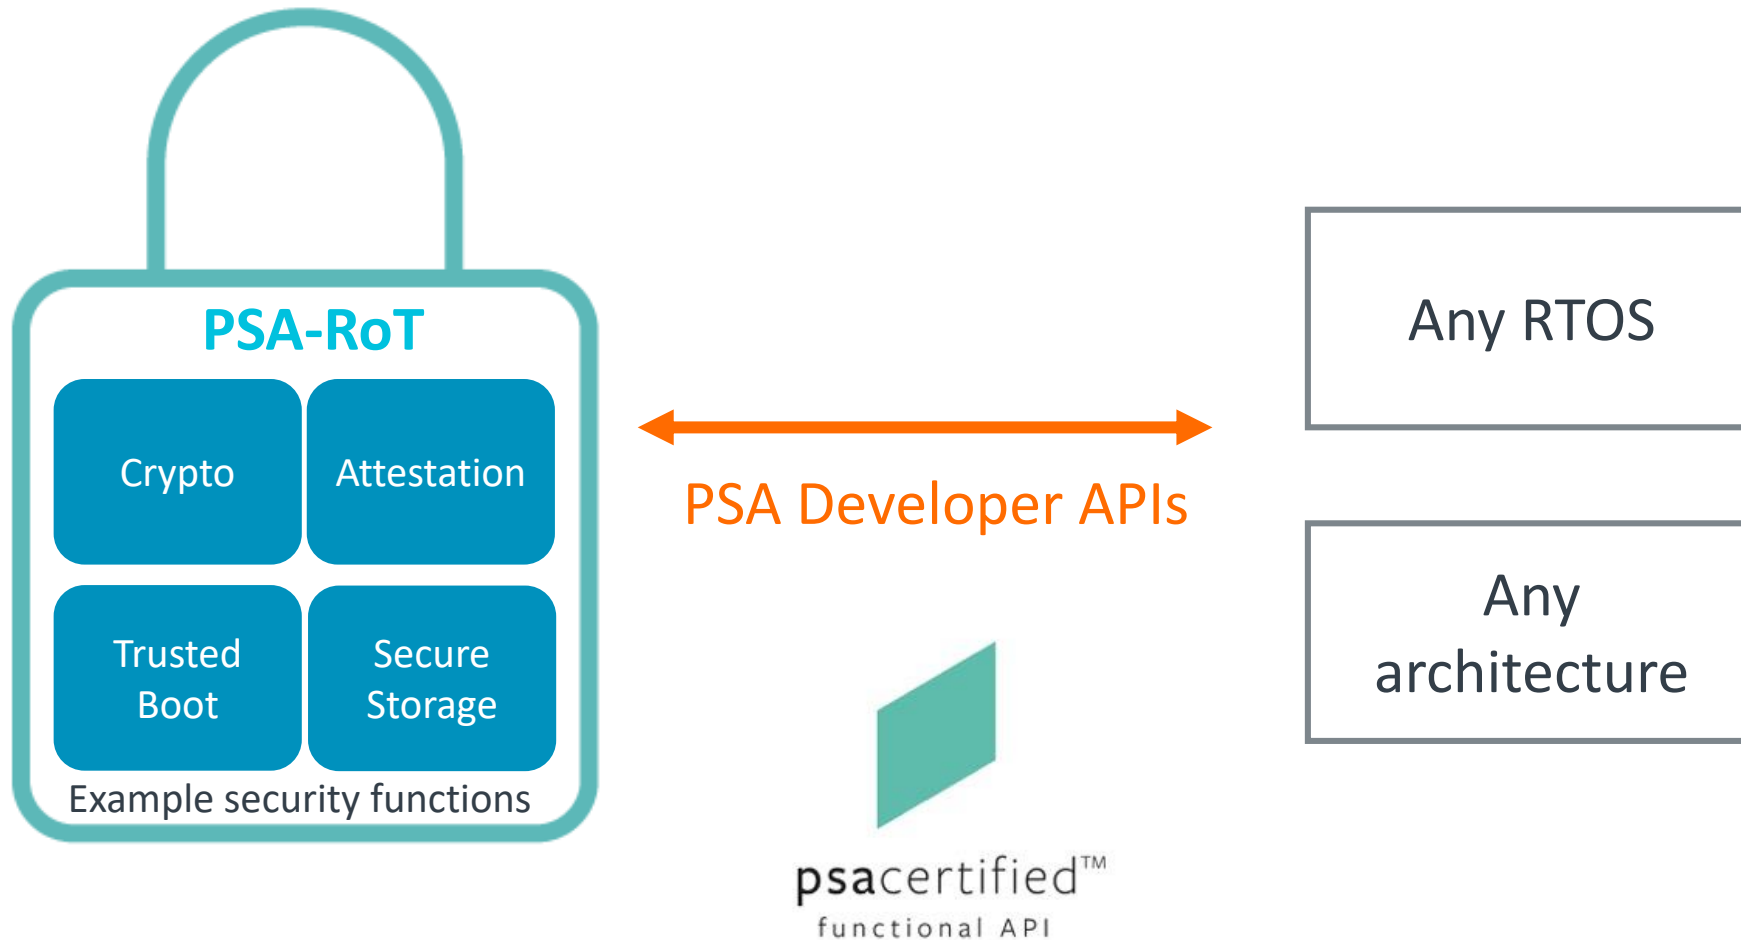 PSA-RoT
Crypto
Attestation
Trusted
Boot
Secure
Storage
Example security functions
PSA Developer APIs
psacertified™
functional API
Any RTOS
Any
architecture